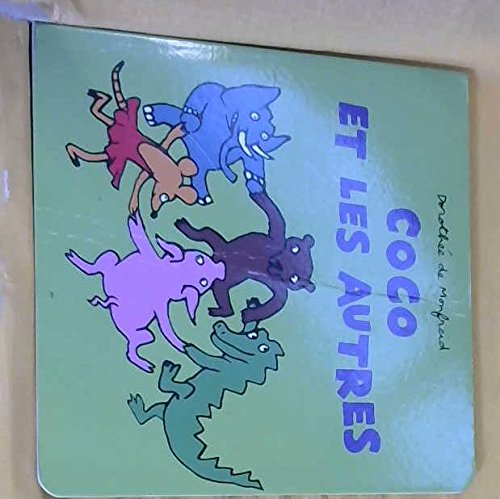 Dorothée de Monfreid
COCO
ET LES AUTRES